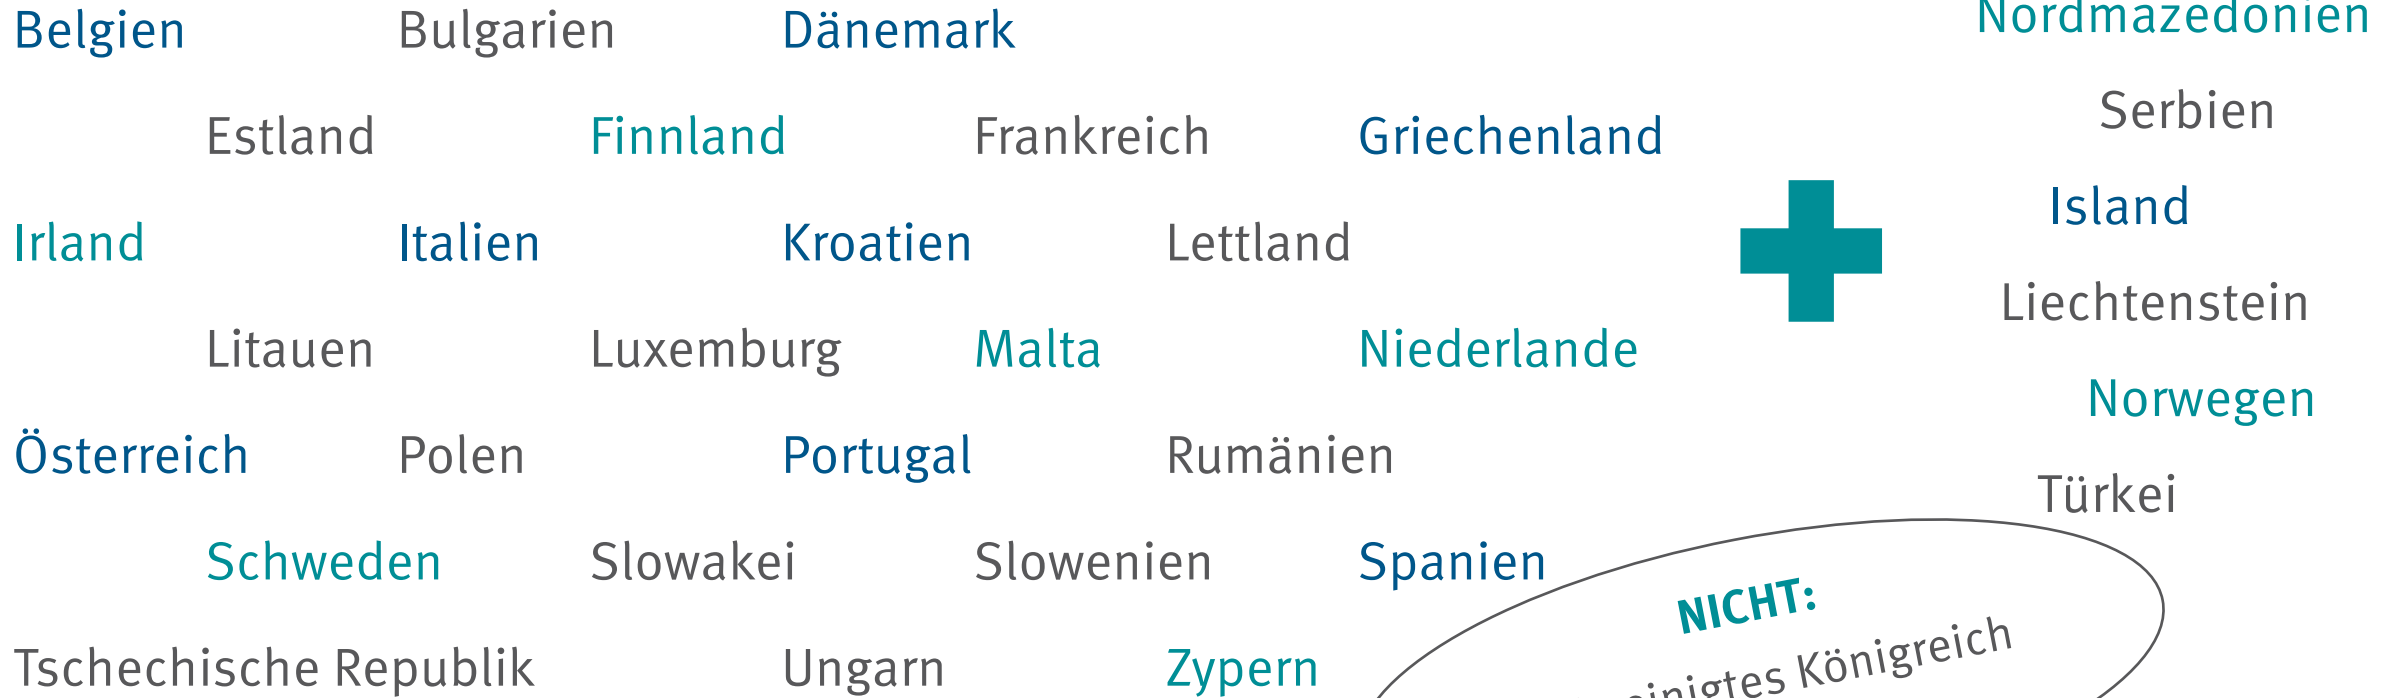 Belgien Bulgarien Dänemark
Estland Finnland Frankreich Griechenland
Irland Italien Kroatien Lettland
Litauen Luxemburg Malta Niederlande
Österreich Polen Portugal Rumänien
Schweden Slowakei Slowenien Spanien
Tschechische Republik Ungarn Zypern
Nordmazedonien
Serbien
Island
Liechtenstein
Norwegen
Türkei
NICHT:
Königreich